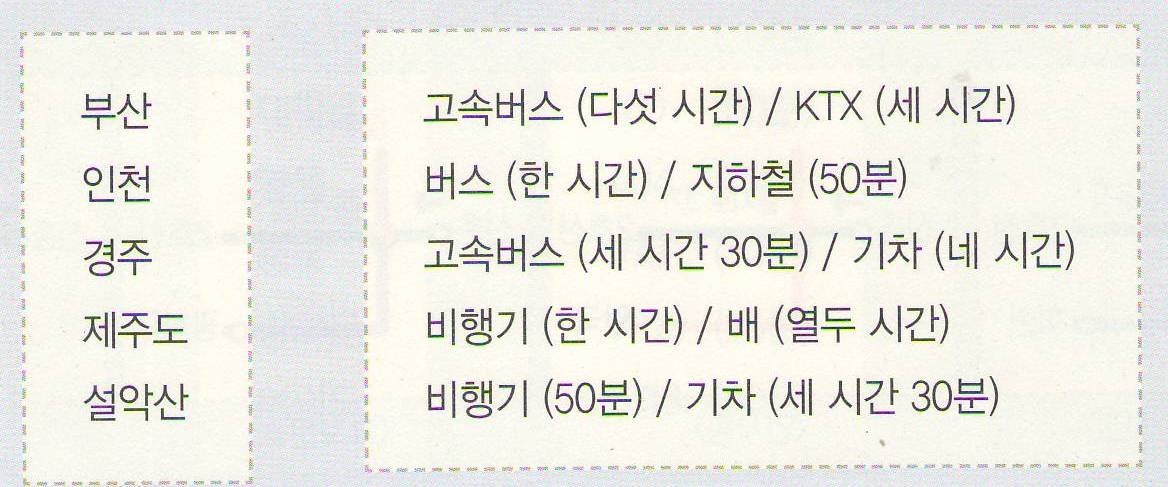 부산 고속버스 (다섯 시간) / KTX (세 시간)
인천 버스 (한 시간) / 지하철 (50분)
경주 고속버스 (세 시간 30분) / 기차 (네 시간)
제주도 비행기 (한 시간) / 배 (열두 시간)
설악산 비행기 (50분) / 기차 (세 시간 30분)